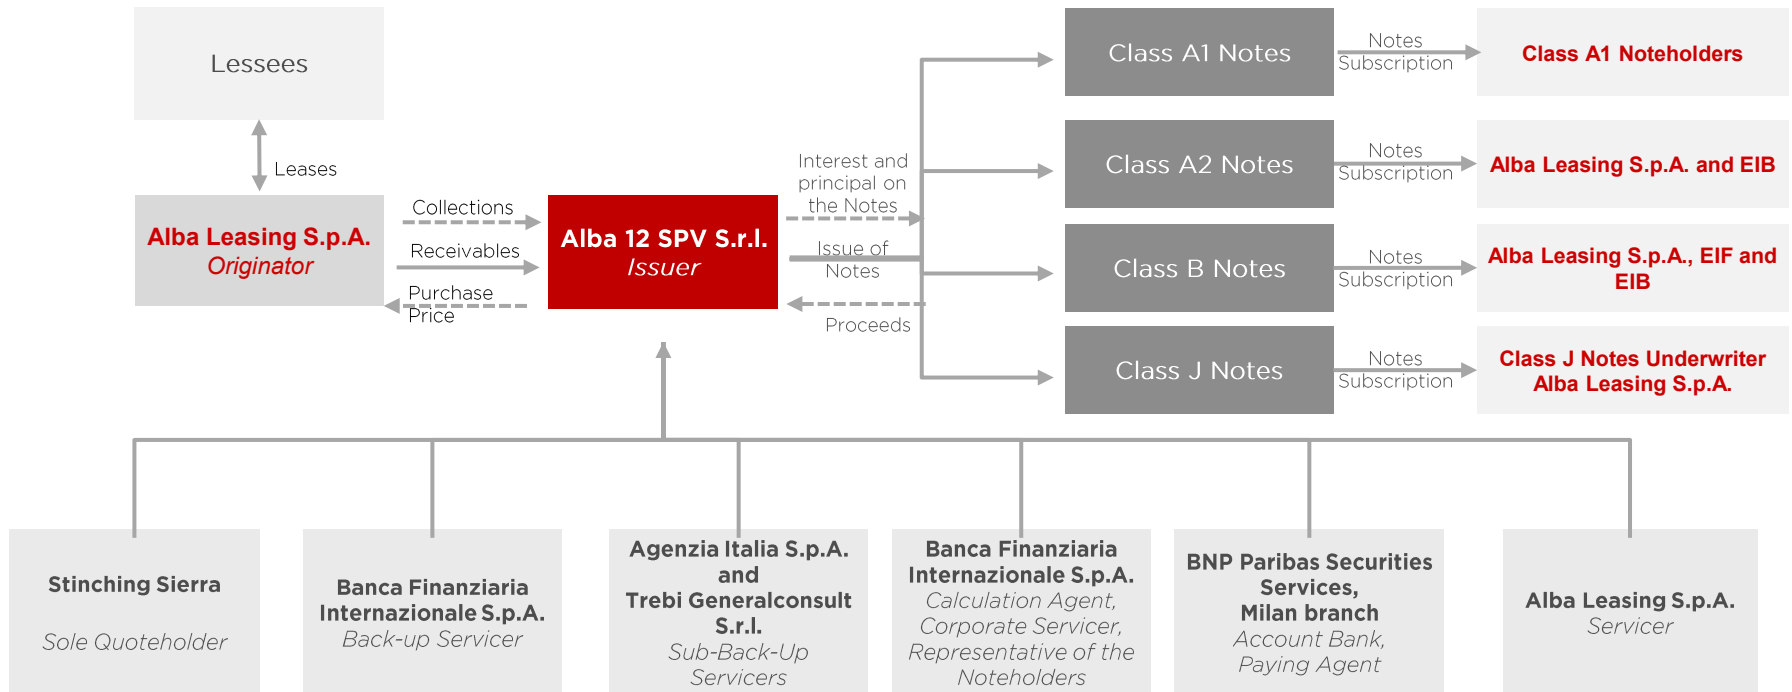 Lessees
Leases
Alba Leasing S.p.A.
Originator
Collections
Receivables
Purchase
Price
Alba 12 SPV S.r.l.
Issuer
Interest and
principal on
the Notes
Issue of
Notes
Proceeds
Class A1 Notes
Notes
Subscription
Class A1 Noteholders
Class A2 Notes
Notes
Subscription
Alba Leasing S.p.A. and EIB
Class B Notes
Notes
Subscription
Alba Leasing S.p.A., EIF and
EIB
Class J Notes
Notes
Subscription
Class J Notes Underwriter
Alba Leasing S.p.A.
Stinching Sierra
Sole Quoteholder
Banca Finanziaria
Internazionale S.p.A.
Back-up Servicer
Agenzia Italia S.p.A.
and
Trebi Generalconsult
S.r.l.
Sub-Back-Up
Servicers
Banca Finanziaria
Internazionale S.p.A.
Calculation Agent,
Corporate Servicer,
Representative of the
Noteholders
BNP Paribas Securities
Services,
Milan branch
Account Bank,
Paying Agent
Alba Leasing S.p.A.
Servicer